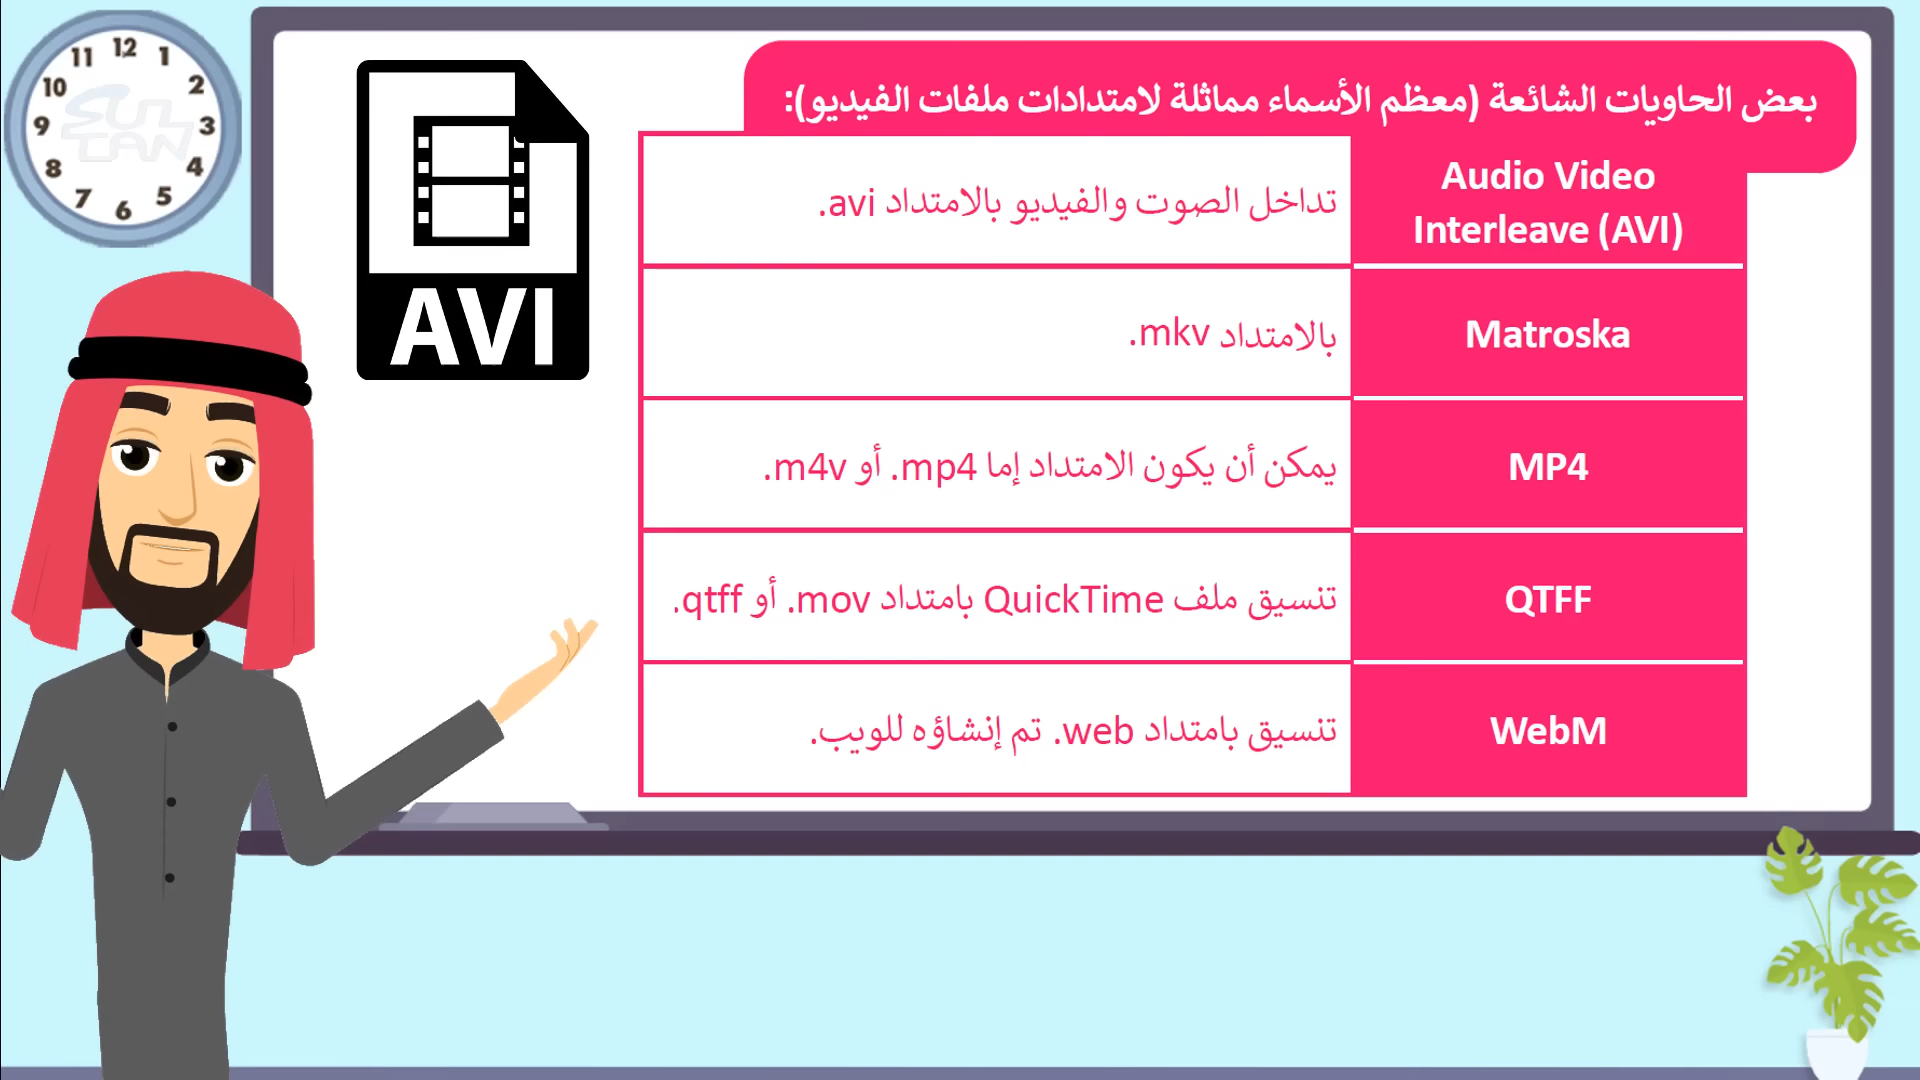 بعض الحاويات الشائعة (معظم الأسماء مماثلة لامتدادات ملفات الفيديو):
Audio Video
Interleave (AVI)
تداخل الصوت والفيديو بالامتداد avi.
Matroska
بالامتداد mkv.
MP4
يمكن أن يكون الامتداد إما mp4. أو m4v.
QTFF
تنسيق ملف QuickTime بامتداد mov. أو qtff.
WebM
تنسيق بامتداد web. تم إنشاؤه للويب.
AVI
12
1
2
3
4
5
6
7
8
9
10
11
SULTAN